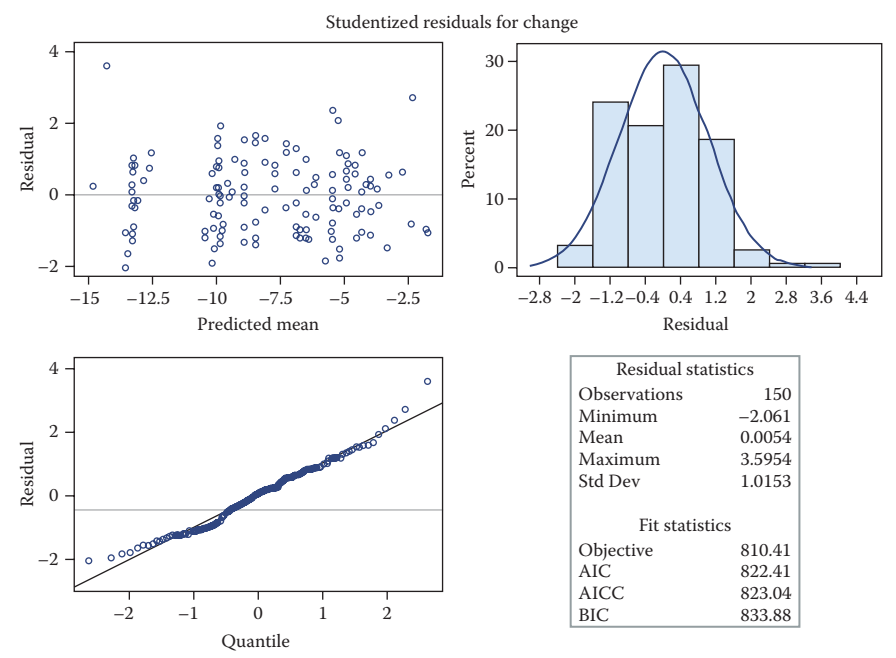 Studentized residuals for change
4
2
0
−2
Residual
−15 −12.5 −10 −7.5 −5 −2.5
Predicted mean
30
20
10
0
Percent
−2.8 −2 −1.2 −0.4 0.4 1.2 2 2.8 3.6 4.4
Residual
4
2
0
−2
Residual
−2 −1 0 1 2
Quantile
Residual statistics
Observations 150
Minimum −2.061
Mean 0.0054
Maximum 3.5954
Std Dev 1.0153
Fit statistics
Objective 810.41
AIC 822.41
AICC 823.04
BIC 833.88